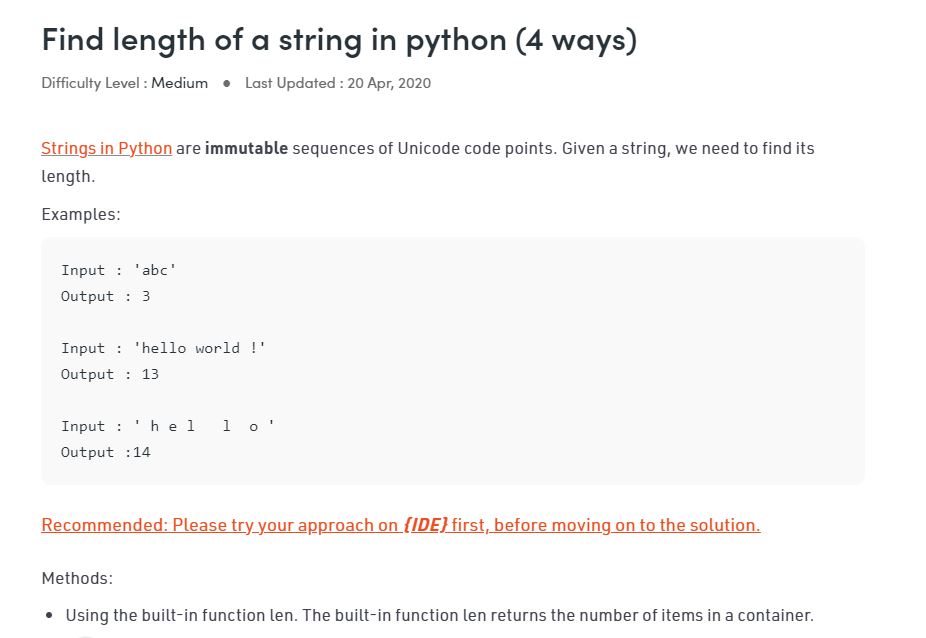 Find length of a string in python (4 ways)
Difficulty Level : Medium ● Last Updated : 20 Apr, 2020
Strings in Python are immutable sequences of Unicode code points. Given a string, we need to find its
length.
Examples:
Input : 'abc'
Output : 3
Input : 'hello world !'
Output : 13
Input : ' h e l   l  o '
Output :14
Recommended: Please try your approach on {IDE} first, before moving on to the solution.
Methods:
• Using the built-in function len. The built-in function len returns the number of items in a container.